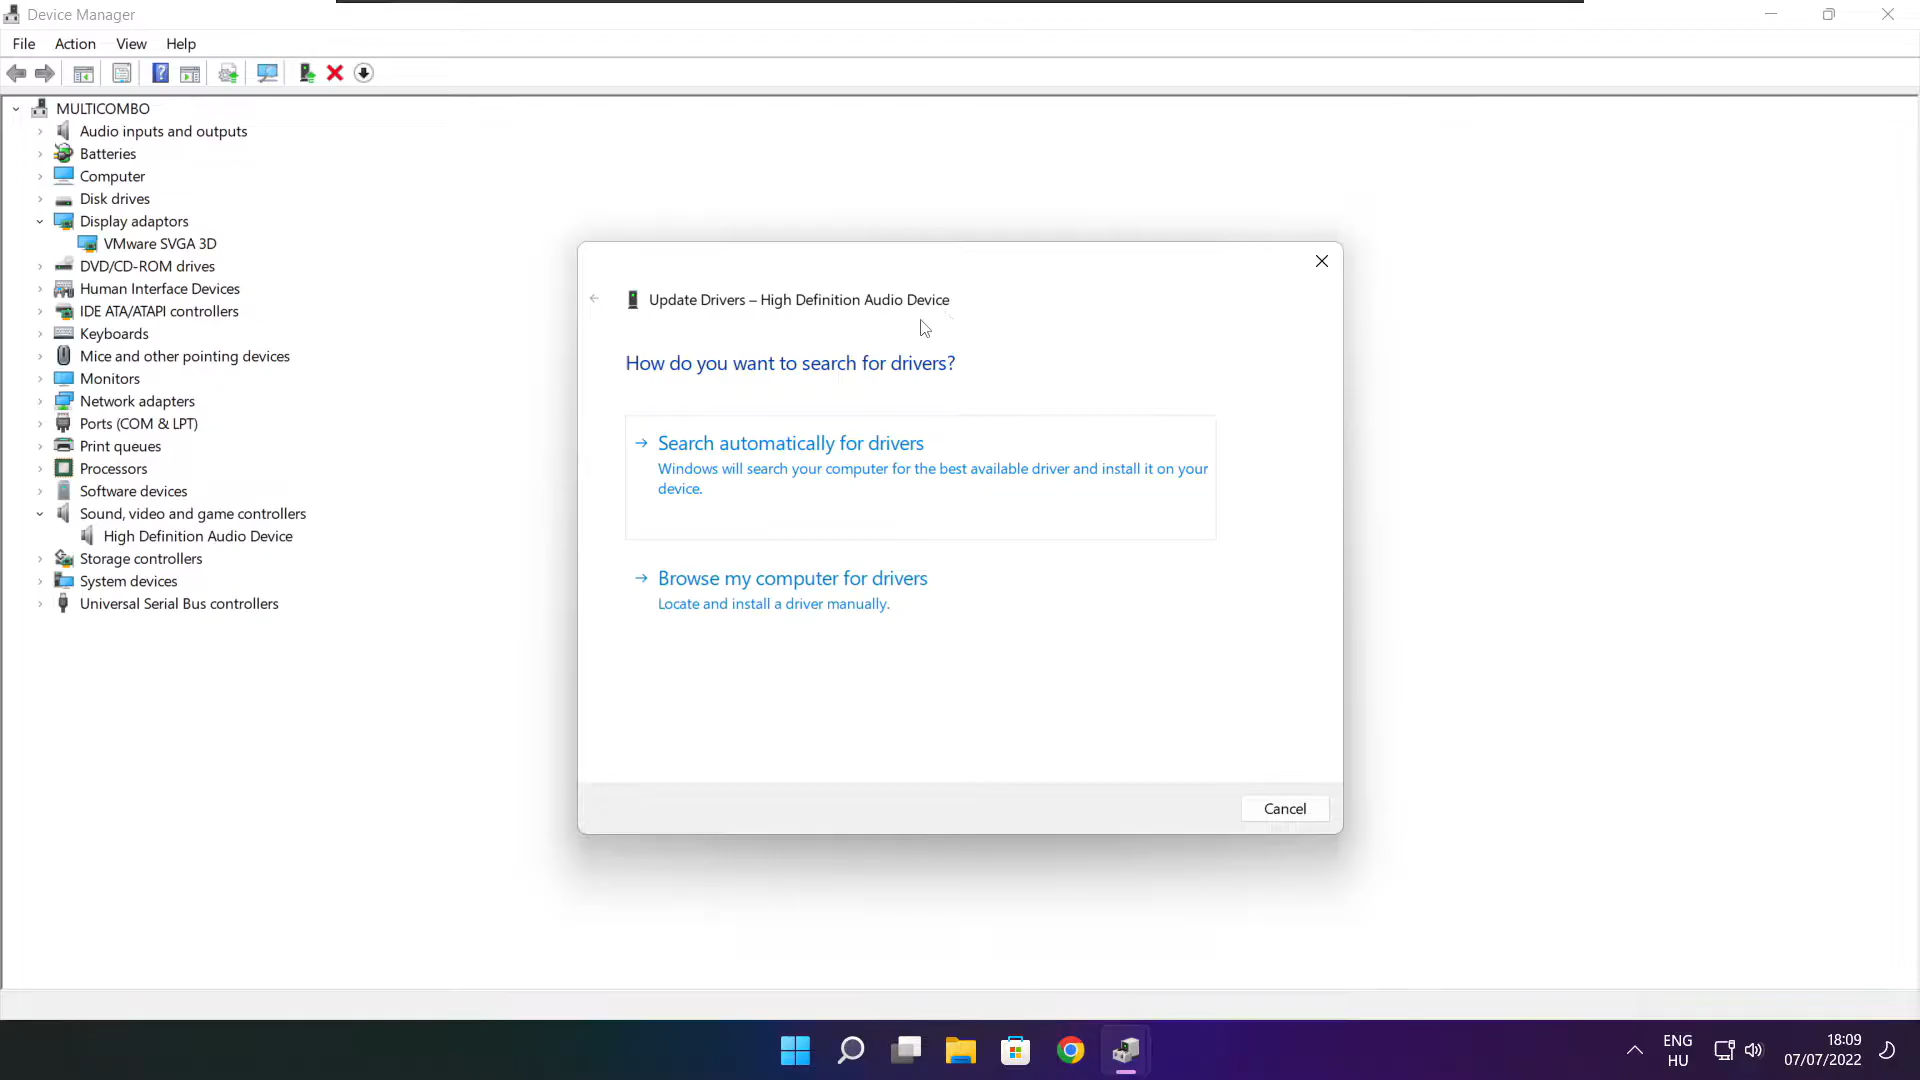 Device Manager
File Action View Help
MULTICOMBO
Audio inputs and outputs
Batteries
Computer
Disk drives
Display adaptors
VMware SVGA 3D
DVD/CD-ROM drives
Human Interface Devices
IDE ATA/ATAPI controllers
Keyboards
Mice and other pointing devices
Monitors
Network adapters
Ports (COM & LPT)
Print queues
Processors
Software devices
Sound, video and game controllers
High Definition Audio Device
Storage controllers
System devices
Universal Serial Bus controllers
Update Drivers – High Definition Audio Device
How do you want to search for drivers?
Search automatically for drivers
Windows will search your computer for the best available driver and install it on your
device.
Browse my computer for drivers
Locate and install a driver manually.
Cancel
ENG
HU
18:09
07/07/2022